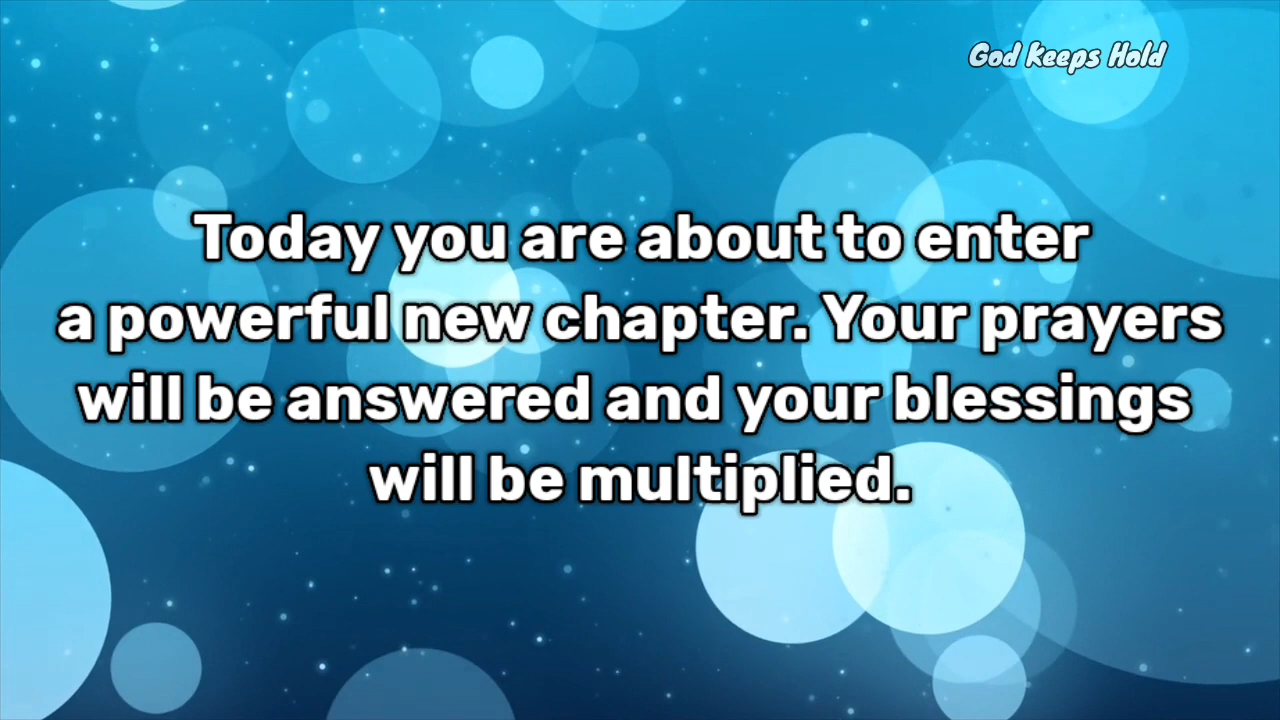 God Keeps Hold
Today you are about to enter
a powerful new chapter. Your prayers
will be answered and your blessings
will be multiplied.